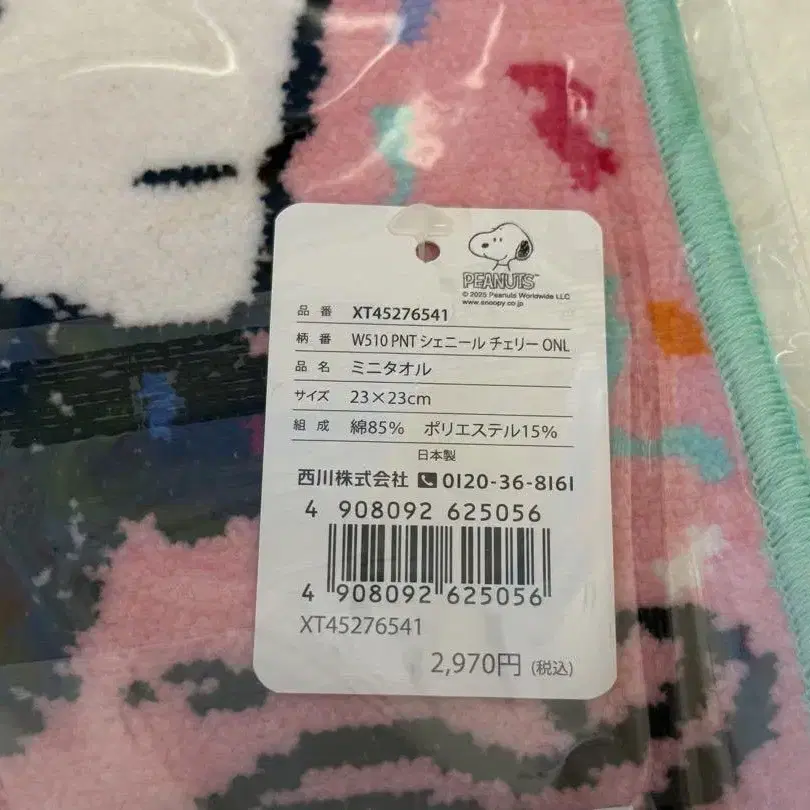 PEANUTS™
© 2025 Peanuts Worldwide LLC
www.snoopy.co.jp
品番 XT45276541
柄番 W510 PNT シェニール チェリー ONL
品名 ミニタオル
サイズ 23×23cm
組成 綿85% ポリエステル15%
日本製
西川株式会社 0120-36-8161
4 908092 625056
4 908092 625056
XT45276541
2,970円 (税込)